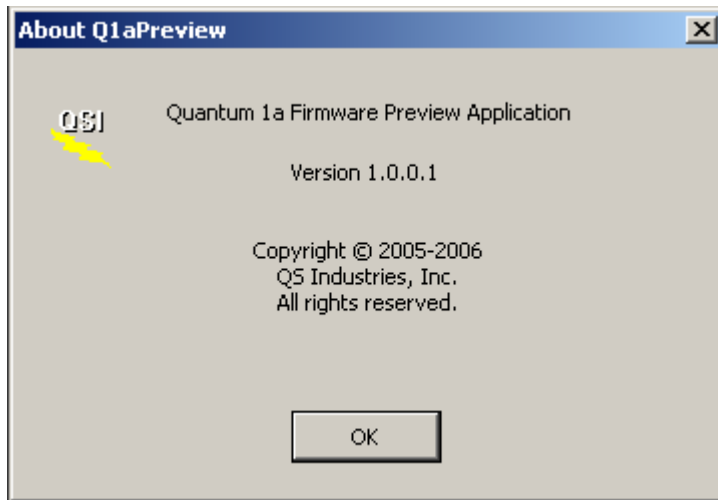 About Q1aPreview
QSI
Quantum 1a Firmware Preview Application
Version 1.0.0.1
Copyright © 2005-2006
QS Industries, Inc.
All rights reserved.
OK